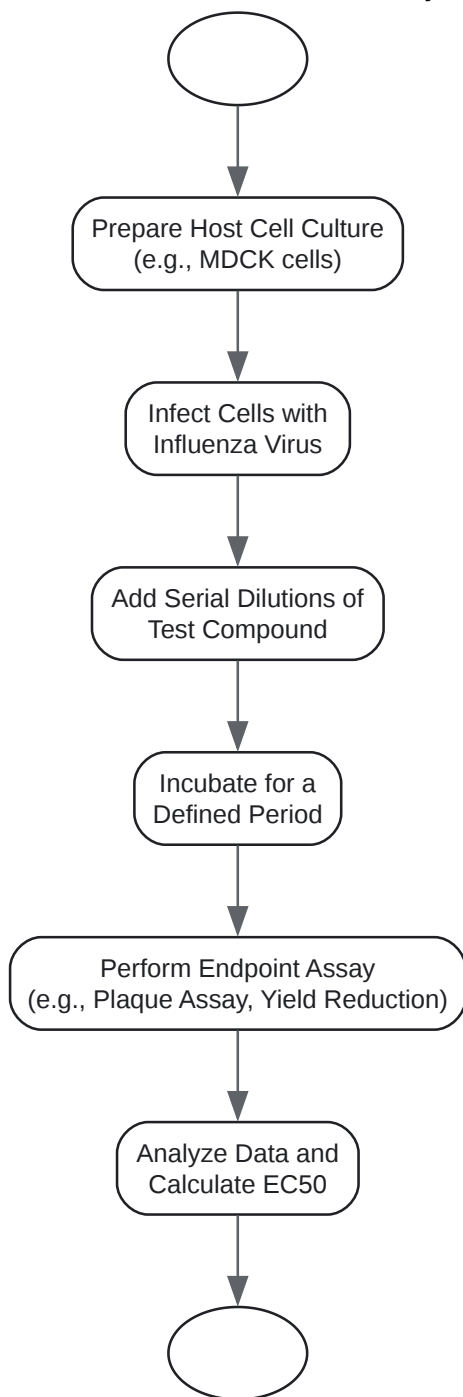 Prepare Host Cell Culture
(e.g., MDCK cells)
Infect Cells with
Influenza Virus
Add Serial Dilutions of
Test Compound
Incubate for a
Defined Period
Perform Endpoint Assay
(e.g., Plaque Assay, Yield Reduction)
Analyze Data and
Calculate EC50